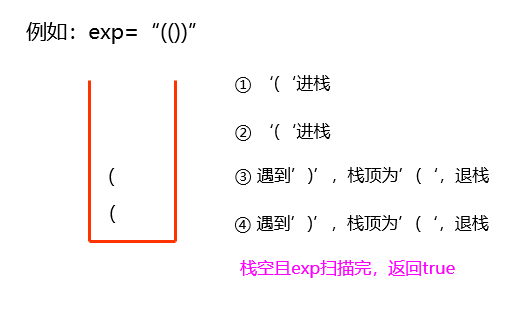 例如：exp=“(())”
① ‘(‘进栈
② ‘(‘进栈
(
③ 遇到’)’，栈顶为’(‘，退栈
(
④ 遇到’)’，栈顶为’(‘，退栈
栈空且exp扫描完，返回true